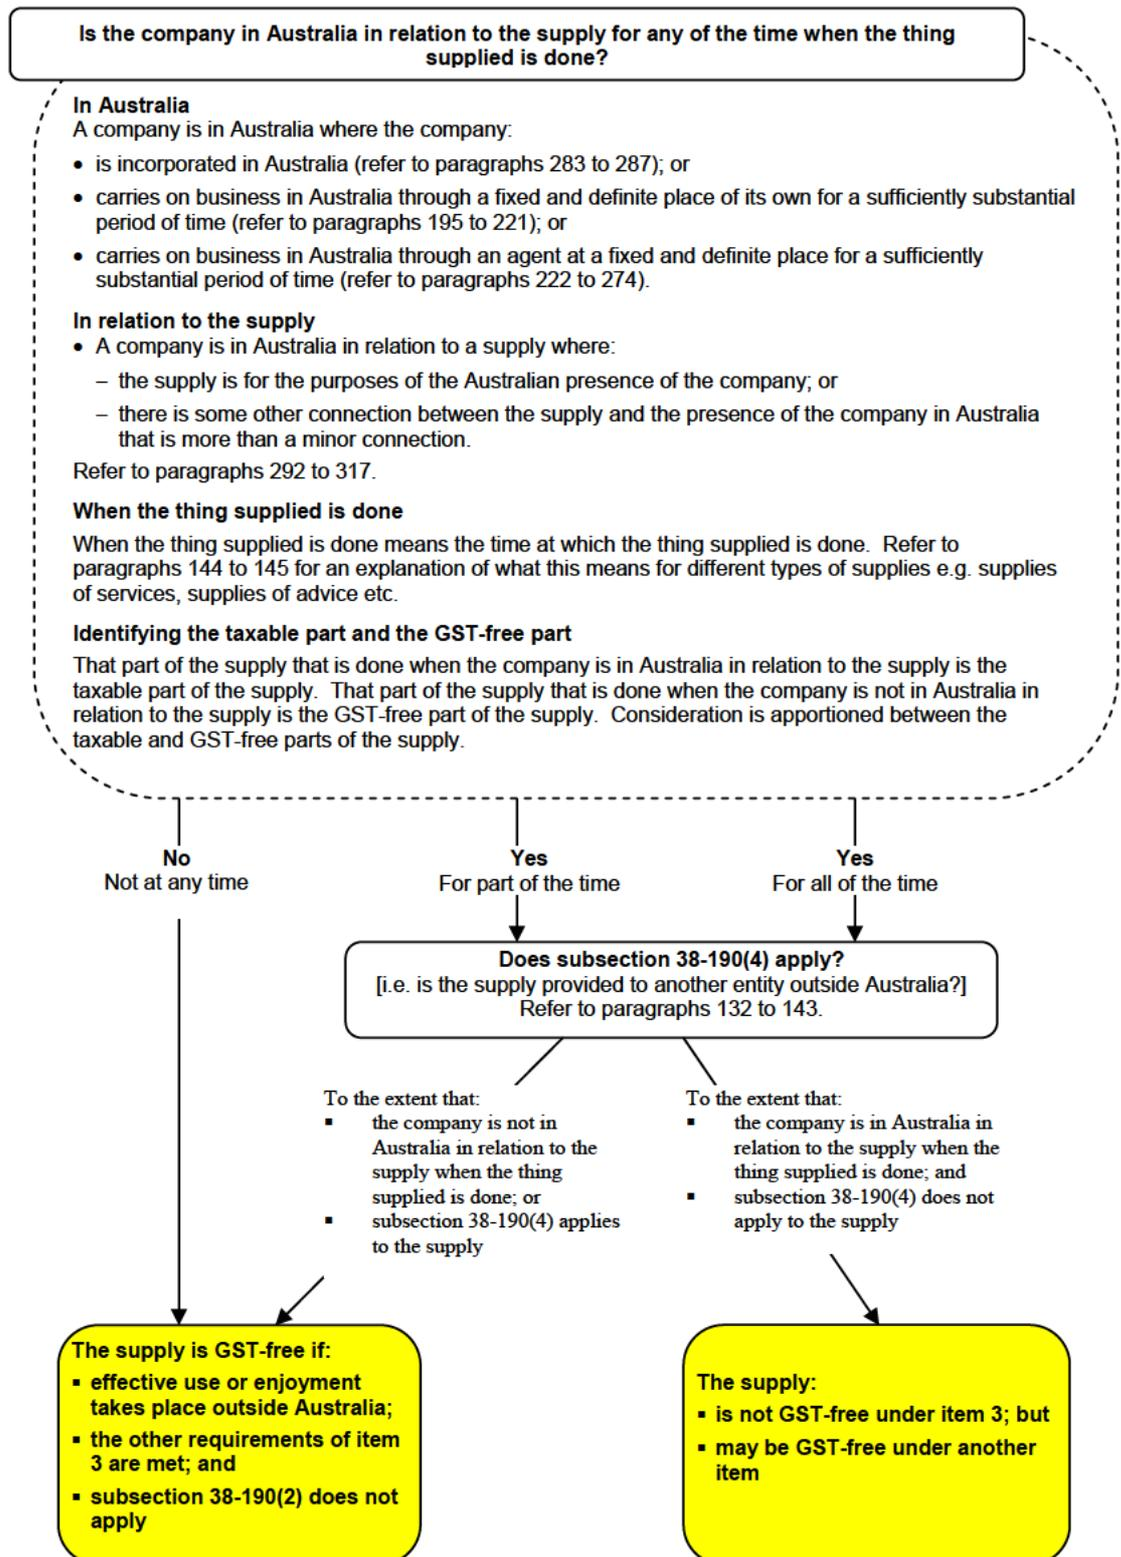 Is the company in Australia in relation to the supply for any of the time when the thing
supplied is done?
In Australia
A company is in Australia where the company:
• is incorporated in Australia (refer to paragraphs 283 to 287); or
• carries on business in Australia through a fixed and definite place of its own for a sufficiently substantial
period of time (refer to paragraphs 195 to 221); or
• carries on business in Australia through an agent at a fixed and definite place for a sufficiently
substantial period of time (refer to paragraphs 222 to 274).
In relation to the supply
• A company is in Australia in relation to a supply where:
– the supply is for the purposes of the Australian presence of the company; or
– there is some other connection between the supply and the presence of the company in Australia
that is more than a minor connection.
Refer to paragraphs 292 to 317.
When the thing supplied is done
When the thing supplied is done means the time at which the thing supplied is done. Refer to
paragraphs 144 to 145 for an explanation of what this means for different types of supplies e.g. supplies
of services, supplies of advice etc.
Identifying the taxable part and the GST-free part
That part of the supply that is done when the company is in Australia in relation to the supply is the
taxable part of the supply. That part of the supply that is done when the company is not in Australia in
relation to the supply is the GST-free part of the supply. Consideration is apportioned between the
taxable and GST-free parts of the supply.
No
Not at any time
Yes
For part of the time
Yes
For all of the time
Does subsection 38-190(4) apply?
[i.e. is the supply provided to another entity outside Australia?]
Refer to paragraphs 132 to 143.
To the extent that:
▪ the company is not in
Australia in relation to the
supply when the thing
supplied is done; or
▪ subsection 38-190(4) applies
to the supply
To the extent that:
▪ the company is in Australia in
relation to the supply when the
thing supplied is done; and
▪ subsection 38-190(4) does not
apply to the supply
The supply is GST-free if:
▪ effective use or enjoyment
takes place outside Australia;
▪ the other requirements of item
3 are met; and
▪ subsection 38-190(2) does not
apply
The supply:
▪ is not GST-free under item 3; but
▪ may be GST-free under another
item